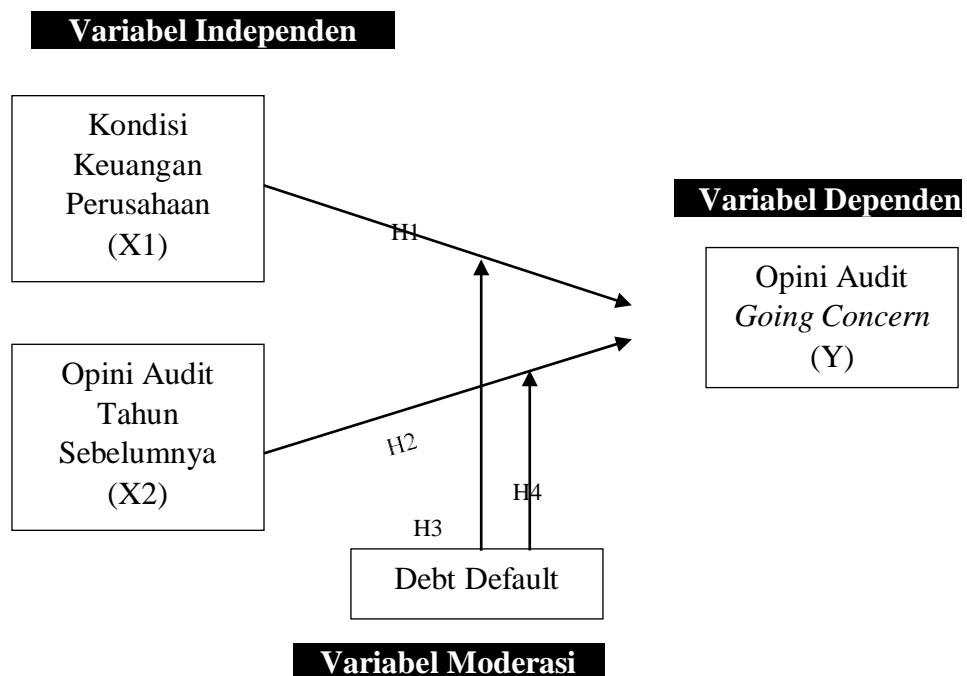 Variabel Independen
Kondisi
Keuangan
Perusahaan
(X1)
H1
Variabel Dependen
Opini Audit
Going Concern
(Y)
Opini Audit
Tahun
Sebelumnya
(X2)
H2
H4
H3
Debt Default
Variabel Moderasi